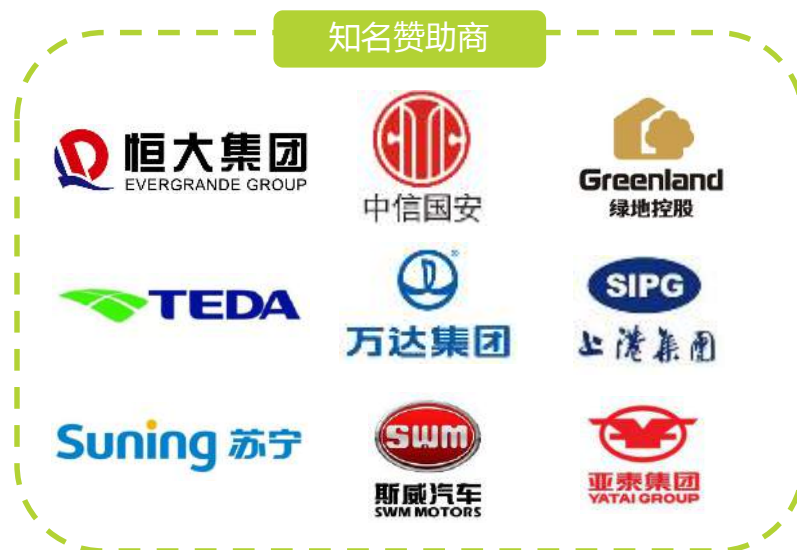 知名赞助商
恒大集团
EVERGRANDE GROUP
中信国安
Greenland
绿地控股
TEDA
®
万达集团
SIPG
上港集團
Suning 苏宁
SWM
斯威汽车
SWM MOTORS
亚泰集团
YATAI GROUP